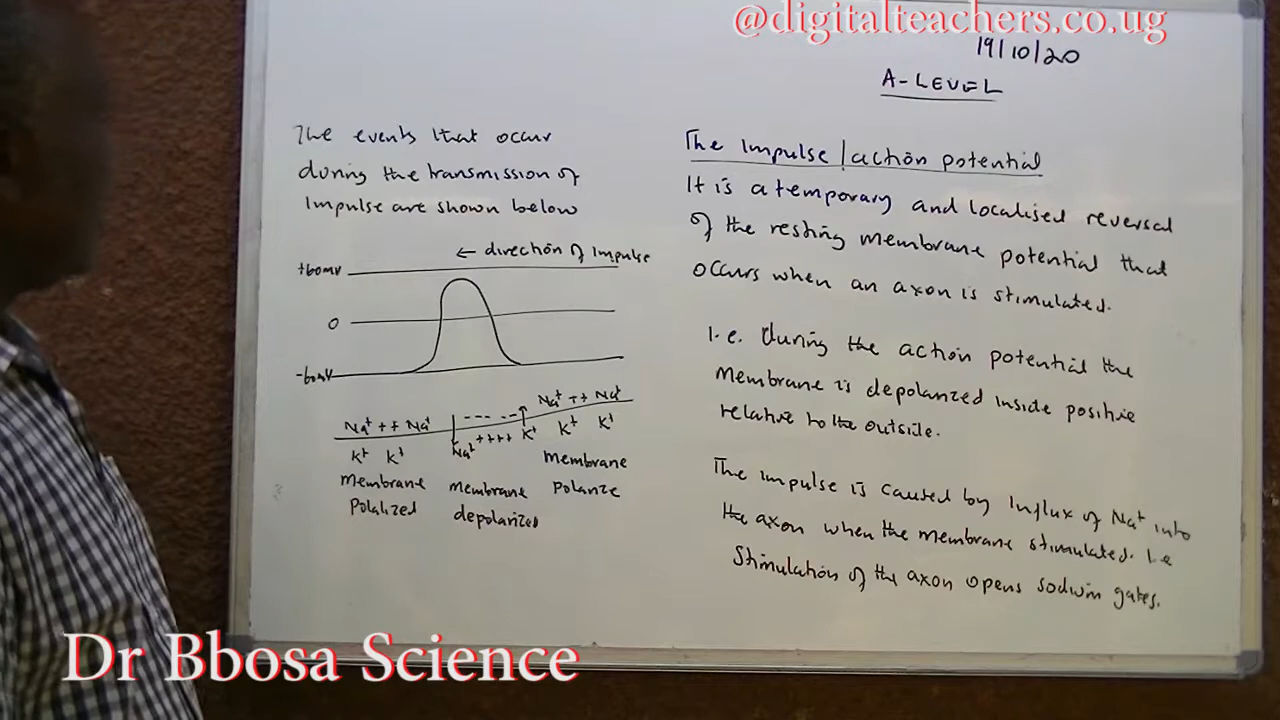 @digitalteachers.co.ug
19/10/20
A-LEVEL
The events that occur
during the transmission of
Impulse are shown below
← direction of Impulse
+60mv
0
-60mv
Na⁺ ++ Na⁺
K⁺ K⁺
membrane
Polalized
- - - -
Na⁺ ++++
K⁺
membrane
depolarized
Na⁺ ++ Na⁺
K⁺ K⁺
membrane
Polarize
The Impulse / action potential
It is a temporary and localised reversal
of the resting membrane potential that
occurs when an axon is stimulated.
I.e. During the action potential the
membrane is depolarized inside positive
relative to the outside.
The impulse is caused by Influx of Na⁺ into
the axon when the membrane stimulated. I.e
Stimulation of the axon opens sodium gates.
Dr Bbosa Science